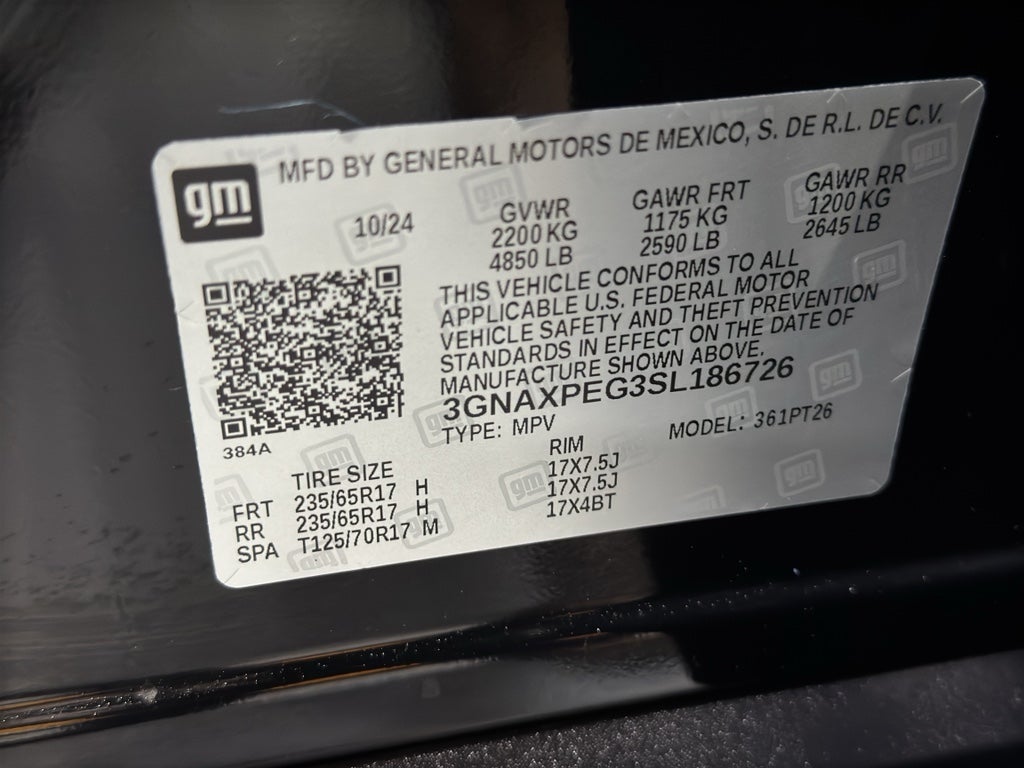 gm
MFD BY GENERAL MOTORS DE MEXICO, S. DE R.L. DE C.V.
10/24
GVWR
2200 KG
4850 LB
GAWR FRT
1175 KG
2590 LB
GAWR RR
1200 KG
2645 LB
THIS VEHICLE CONFORMS TO ALL
APPLICABLE U.S. FEDERAL MOTOR
VEHICLE SAFETY AND THEFT PREVENTION
STANDARDS IN EFFECT ON THE DATE OF
MANUFACTURE SHOWN ABOVE.
3GNAXPEG3SL186726
TYPE: MPV
MODEL: 361PT26
384A
TIRE SIZE
RIM
FRT 235/65R17 H 17X7.5J
RR 235/65R17 H 17X7.5J
SPA T125/70R17 M 17X4BT